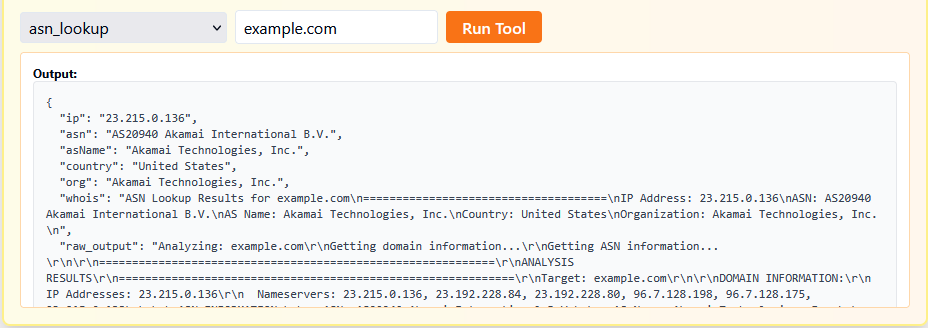 asn_lookup
example.com
Run Tool
Output:
{
"ip": "23.215.0.136",
"asn": "AS20940 Akamai International B.V.",
"asName": "Akamai Technologies, Inc.",
"country": "United States",
"org": "Akamai Technologies, Inc.",
"whois": "ASN Lookup Results for example.com\n=====================================\nIP Address: 23.215.0.136\nASN: AS20940
Akamai International B.V.\nAS Name: Akamai Technologies, Inc.\nCountry: United States\nOrganization: Akamai Technologies, Inc.
\n",
"raw_output": "Analyzing: example.com\r\nGetting domain information...\r\nGetting ASN information...
\r\n\r\n============================================================\r\nANALYSIS
RESULTS\r\n============================================================\r\nTarget: example.com\r\n\r\nDOMAIN INFORMATION:\r\n
IP Addresses: 23.215.0.136\r\n Nameservers: 23.215.0.136, 23.192.228.84, 23.192.228.80, 96.7.128.198, 96.7.128.175,